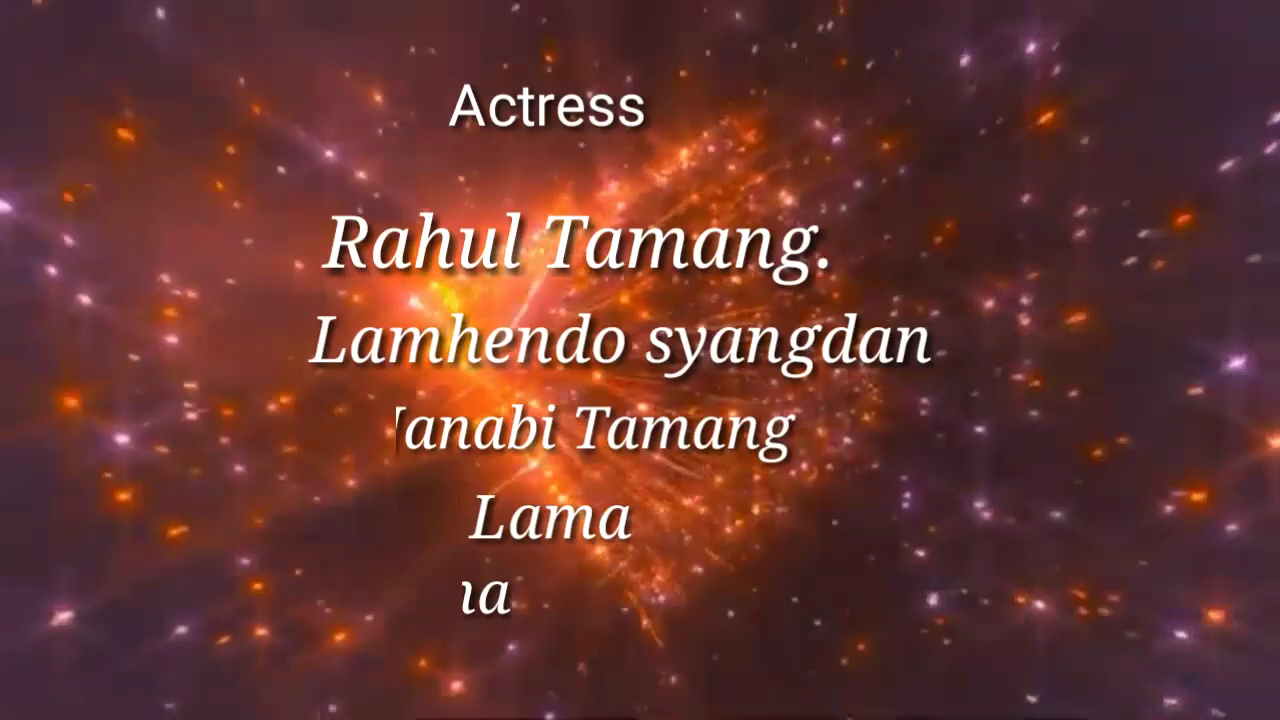 Actress
Rahul Tamang.
Lamhendo syangdan
Tamang
Lama